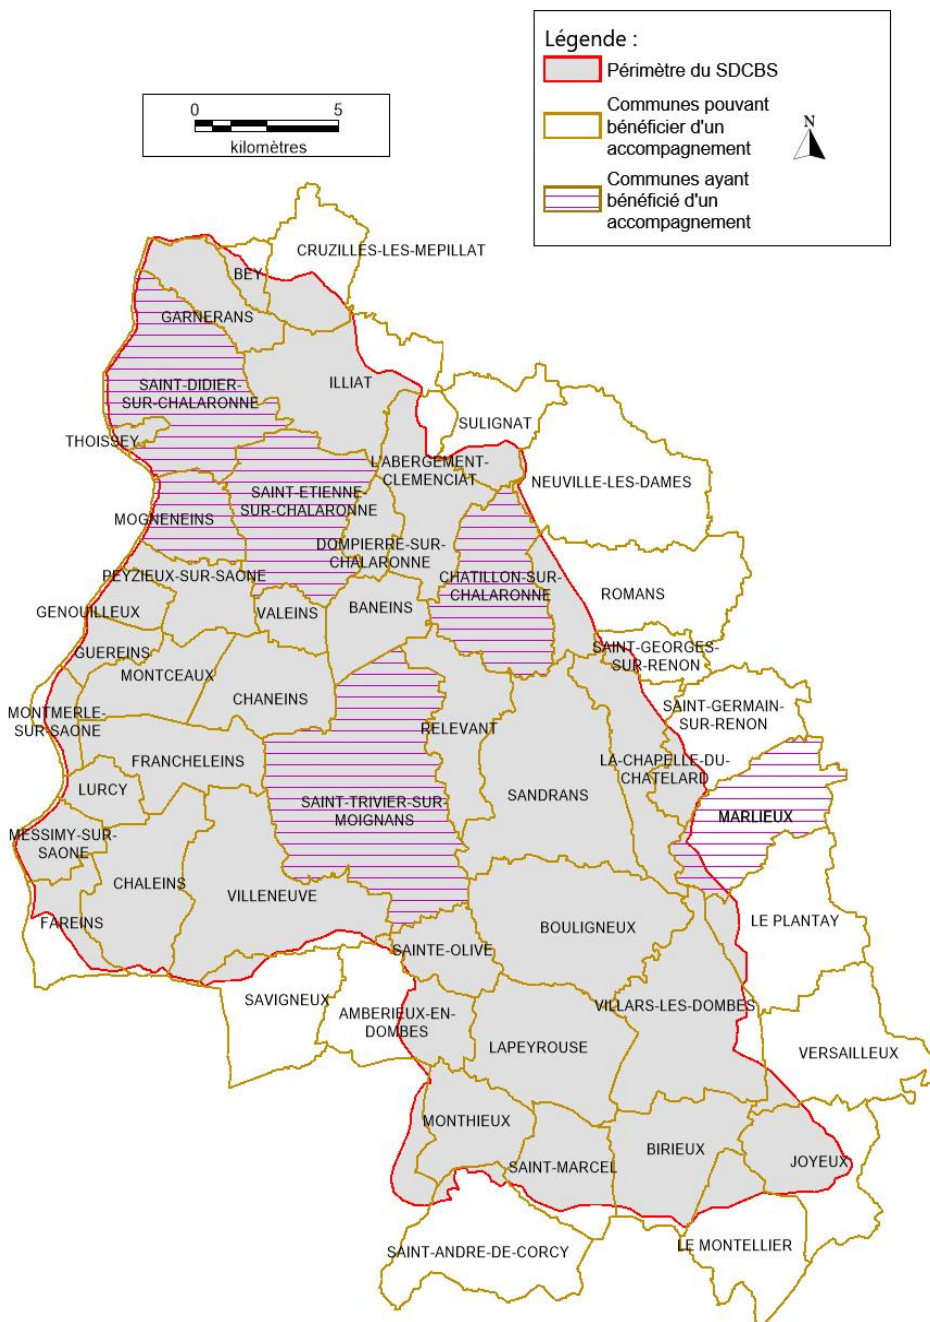 Légende :
Périmètre du SDCBS
Communes pouvant
bénéficier d'un
accompagnement
Communes ayant
bénéficié d'un
accompagnement
N
0
5
kilomètres
CRUZILLES-LES-MEPILLAT
BEY
GARNERANS
ILLIAT
SAINT-DIDIER-
SUR-CHALARONNE
SULIGNAT
THOISSEY
L'ABERGEMENT-
CLEMENCIAT
NEUVILLE-LES-DAMES
SAINT-ETIENNE-
SUR-CHALARONNE
MOGNENEINS
DOMPIERRE-SUR-
CHALARONNE
PEYZIEUX-SUR-SAONE
CHATILLON-SUR-
CHALARONNE
ROMANS
GENOUILLEUX
VALEINS
BANEINS
GUEREINS
SAINT-GEORGES-
SUR-RENON
MONTCEAUX
CHANEINS
SAINT-GERMAIN-
SUR-RENON
MONTMERLE-
SUR-SAONE
RELEVANT
FRANCHELEINS
LA-CHAPELLE-DU-
CHATELARD
LURCY
SANDRANS
SAINT-TRIVIER-SUR-
MOIGNANS
MARLIEUX
MESSIMY-SUR-
SAONE
CHALEINS
VILLENEUVE
LE PLANTAY
FAREINS
BOULIGNEUX
SAINTE-OLIVE
SAVIGNEUX
AMBERIEUX-EN-
DOMBES
VILLARS-LES-DOMBES
LAPEYROUSE
VERSAILLEUX
MONTHIEUX
BIRIEUX
JOYEUX
SAINT-MARCEL
SAINT-ANDRE-DE-CORCY
LE MONTELLIER